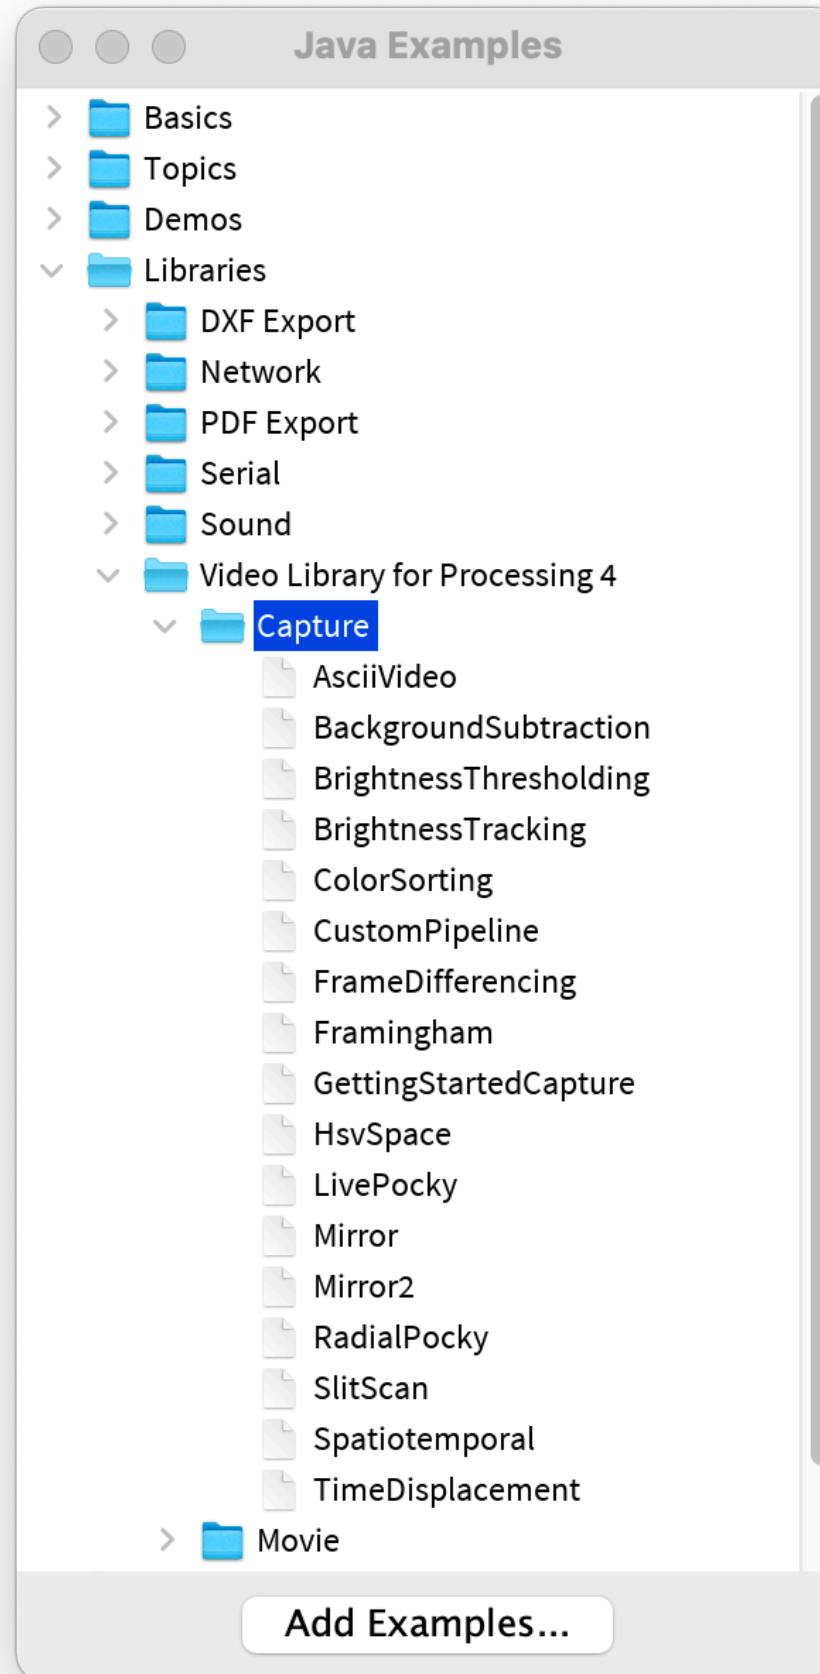 Java Examples
Basics
Topics
Demos
Libraries
DXF Export
Network
PDF Export
Serial
Sound
Video Library for Processing 4
Capture
AsciiVideo
BackgroundSubtraction
BrightnessThresholding
BrightnessTracking
ColorSorting
CustomPipeline
FrameDifferencing
Framingham
GettingStartedCapture
HsvSpace
LivePocky
Mirror
Mirror2
RadialPocky
SlitScan
Spatiotemporal
TimeDisplacement
Movie
Add Examples...